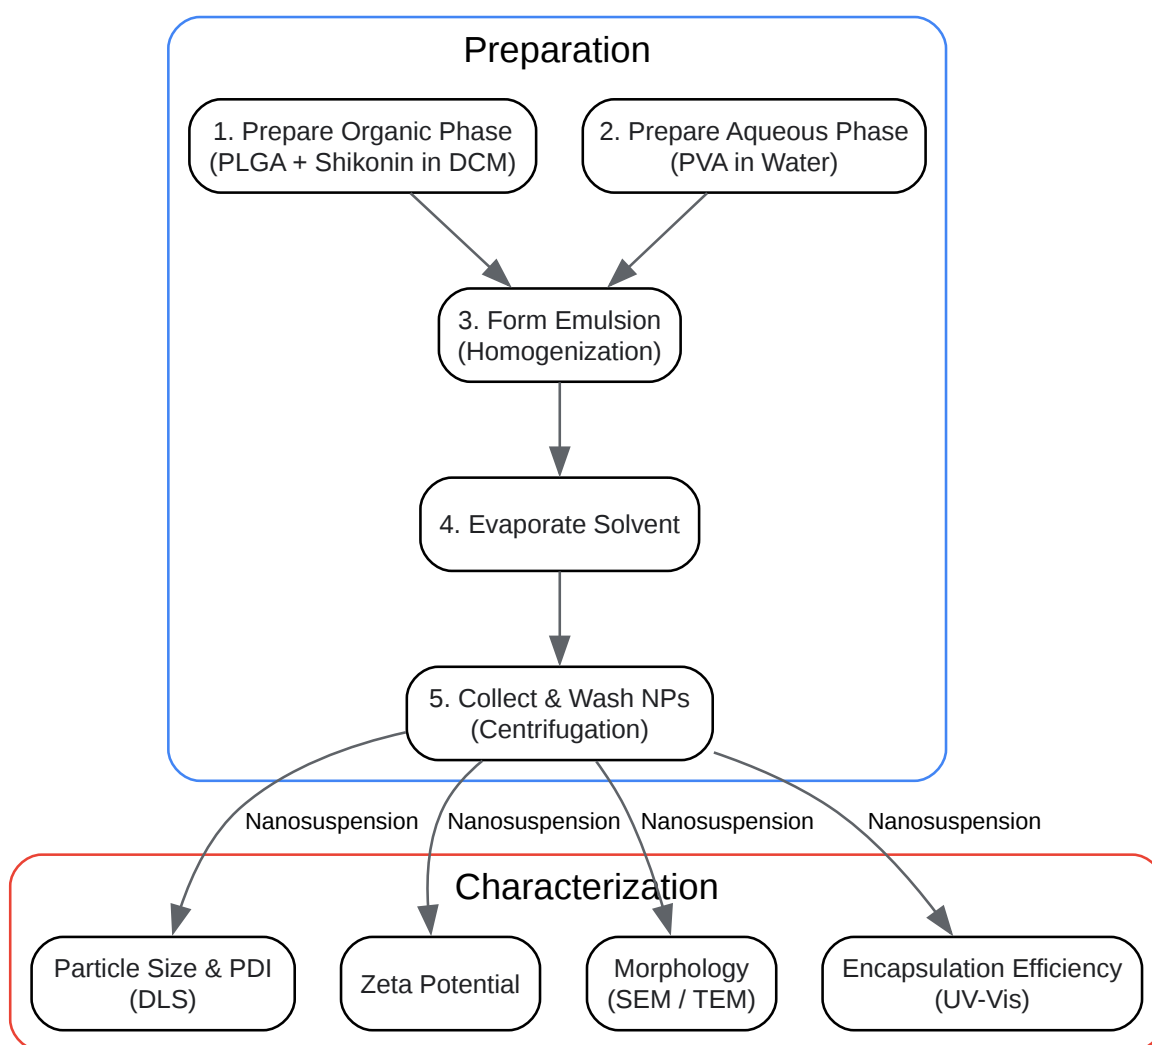 Preparation
1. Prepare Organic Phase
(PLGA + Shikonin in DCM)
2. Prepare Aqueous Phase
(PVA in Water)
3. Form Emulsion
(Homogenization)
4. Evaporate Solvent
5. Collect & Wash NPs
(Centrifugation)
Nanosuspension
Nanosuspension
Nanosuspension
Nanosuspension
Characterization
Particle Size & PDI
(DLS)
Zeta Potential
Morphology
(SEM / TEM)
Encapsulation Efficiency
(UV-Vis)